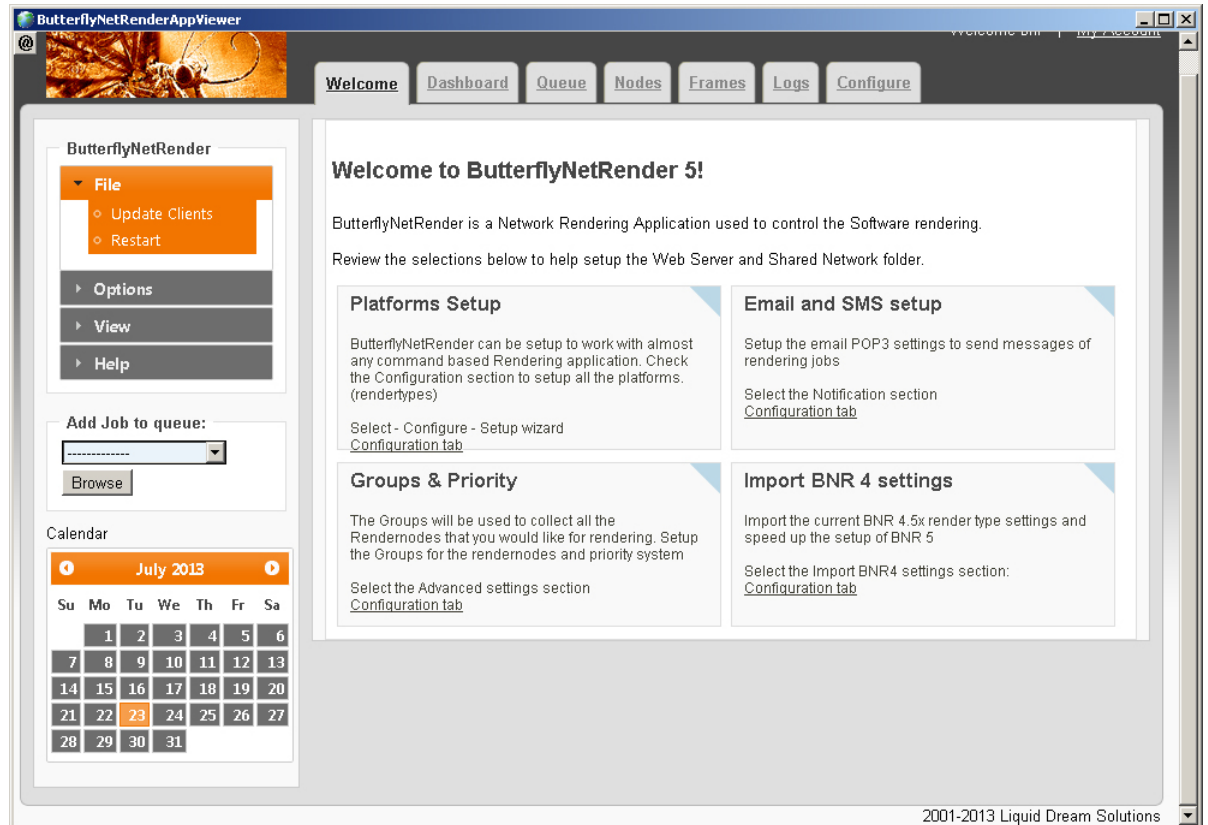 ButterflyNetRenderAppViewer
@
Welcome | My Account
Welcome
Dashboard
Queue
Nodes
Frames
Logs
Configure
ButterflyNetRender
File
Update Clients
Restart
Options
View
Help
Add Job to queue:
-------------
Browse
Calendar
July 2013
Su Mo Tu We Th Fr Sa
1 2 3 4 5 6
7 8 9 10 11 12 13
14 15 16 17 18 19 20
21 22 23 24 25 26 27
28 29 30 31
Welcome to ButterflyNetRender 5!
ButterflyNetRender is a Network Rendering Application used to control the Software rendering.
Review the selections below to help setup the Web Server and Shared Network folder.
Platforms Setup
ButterflyNetRender can be setup to work with almost
any command based Rendering application. Check
the Configuration section to setup all the platforms.
(rendertypes)
Select - Configure - Setup wizard
Configuration tab
Email and SMS setup
Setup the email POP3 settings to send messages of
rendering jobs
Select the Notification section
Configuration tab
Groups & Priority
The Groups will be used to collect all the
Rendernodes that you would like for rendering. Setup
the Groups for the rendernodes and priority system
Select the Advanced settings section
Configuration tab
Import BNR 4 settings
Import the current BNR 4.5x render type settings and
speed up the setup of BNR 5
Select the Import BNR4 settings section:
Configuration tab
2001-2013 Liquid Dream Solutions